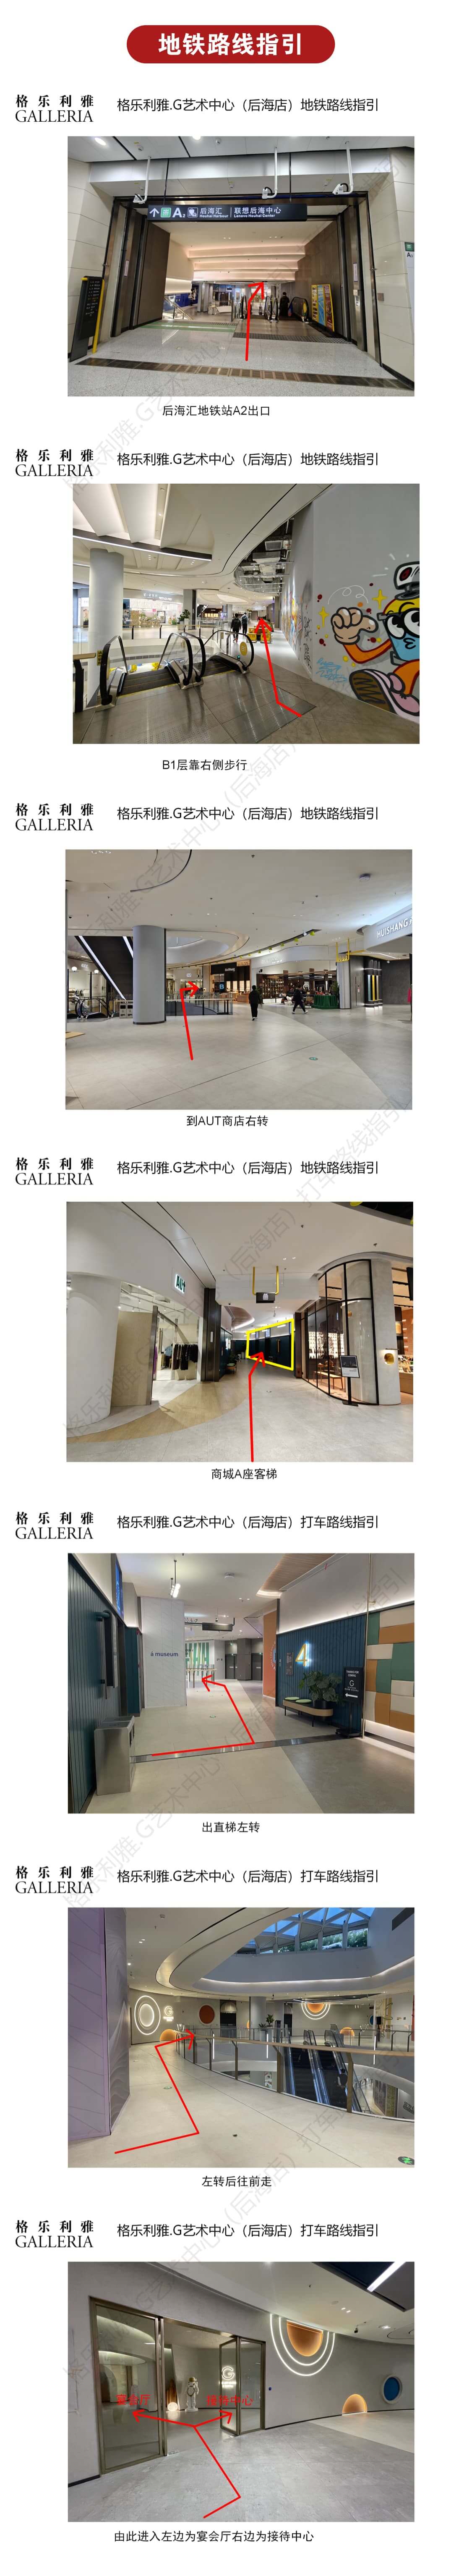 地铁路线指引
格乐利雅
GALLERIA
格乐利雅.G艺术中心（后海店）地铁路线指引
A₂ 后海汇 联想后海中心
后海汇地铁站A2出口
格乐利雅
GALLERIA
格乐利雅.G艺术中心（后海店）地铁路线指引
B1层靠右侧步行
格乐利雅
GALLERIA
格乐利雅.G艺术中心（后海店）地铁路线指引
HUISHANG
到AUT商店右转
格乐利雅
GALLERIA
格乐利雅.G艺术中心（后海店）地铁路线指引
商城A座客梯
格乐利雅
GALLERIA
格乐利雅.G艺术中心（后海店）打车路线指引
a museum
4
出直梯左转
格乐利雅
GALLERIA
格乐利雅.G艺术中心（后海店）打车路线指引
左转后往前走
格乐利雅
GALLERIA
格乐利雅.G艺术中心（后海店）打车路线指引
宴会厅
接待中心
由此进入左边为宴会厅右边为接待中心